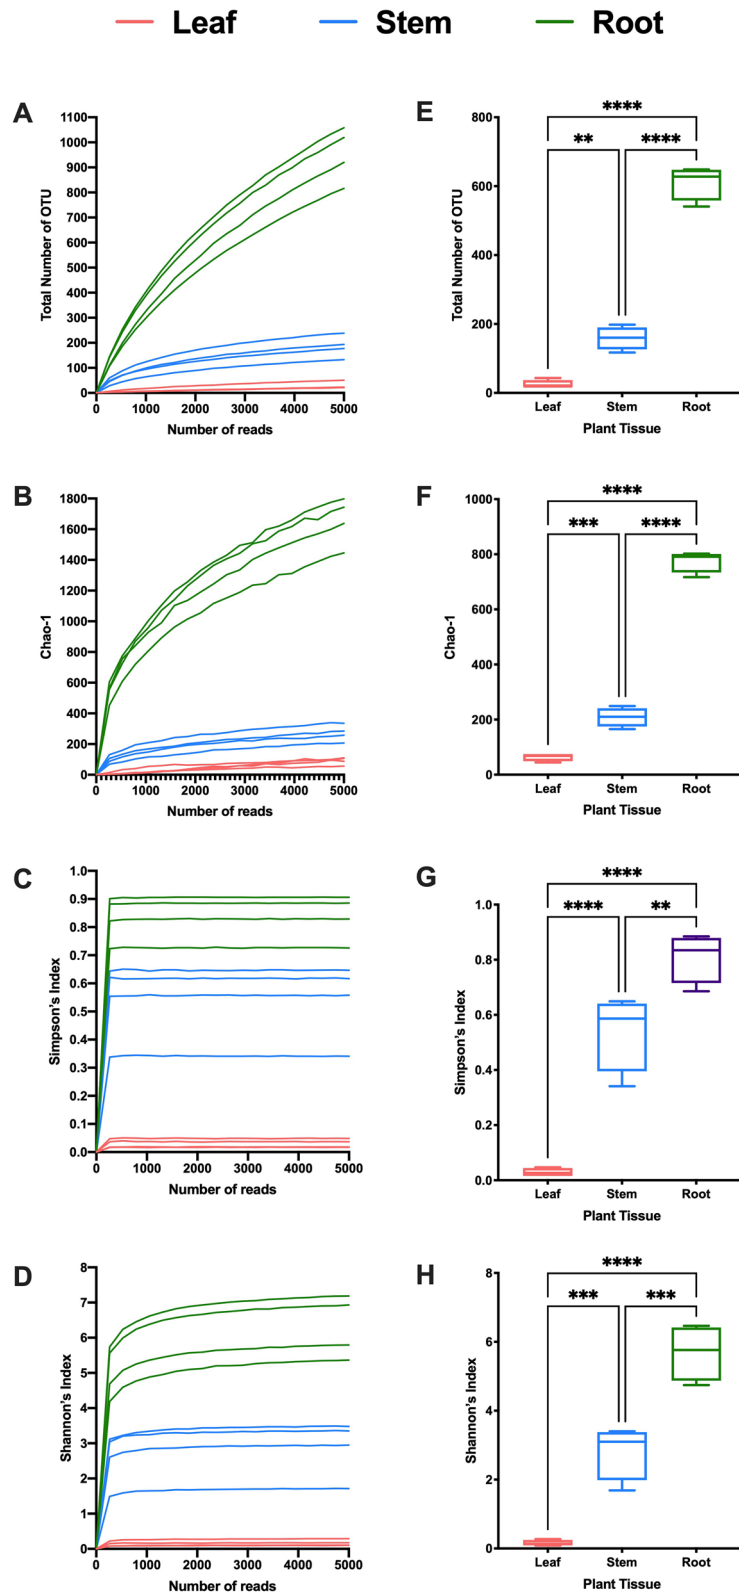 Leaf Stem Root
A
1100
1000
900
800
700
600
500
400
300
200
100
0
Total Number of OTU
0 1000 2000 3000 4000 5000
Number of reads
E
800
600
400
200
0
Total Number of OTU
****
** ****
Leaf Stem Root
Plant Tissue
B
1800
1600
1400
1200
1000
800
600
400
200
0
Chao-1
0 1000 2000 3000 4000 5000
Number of reads
F
1000
800
600
400
200
0
Chao-1
****
*** ****
Leaf Stem Root
Plant Tissue
C
1.0
0.9
0.8
0.7
0.6
0.5
0.4
0.3
0.2
0.1
0.0
Simpson's Index
0 1000 2000 3000 4000 5000
Number of reads
G
1.0
0.8
0.6
0.4
0.2
0.0
Simpson's Index
****
**** **
Leaf Stem Root
Plant Tissue
D
8
7
6
5
4
3
2
1
0
Shannon's Index
0 1000 2000 3000 4000 5000
Number of reads
H
8
6
4
2
0
Shannon's Index
****
*** ***
Leaf Stem Root
Plant Tissue